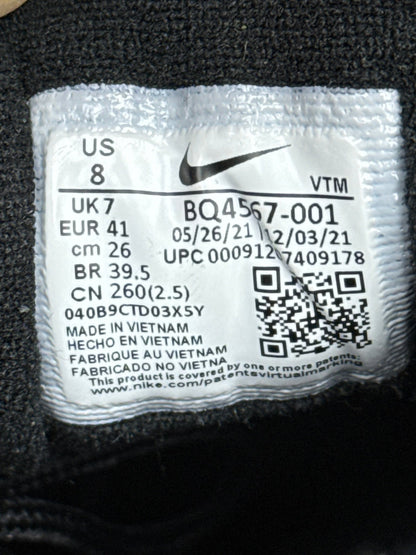 US
8
VTM
UK 7
EUR 41
cm 26
BR 39.5
CN 260(2.5)
BQ4567-001
05/26/21 12/03/21
UPC 00091207409178
040B9CTD03X5Y
MADE IN VIETNAM
HECHO EN VIETNAM
FABRIQUE AU VIETNAM
FABRICADO NO VIETNA
This product is covered by one or more patents:
www.nike.com/patentsvirtualmarking